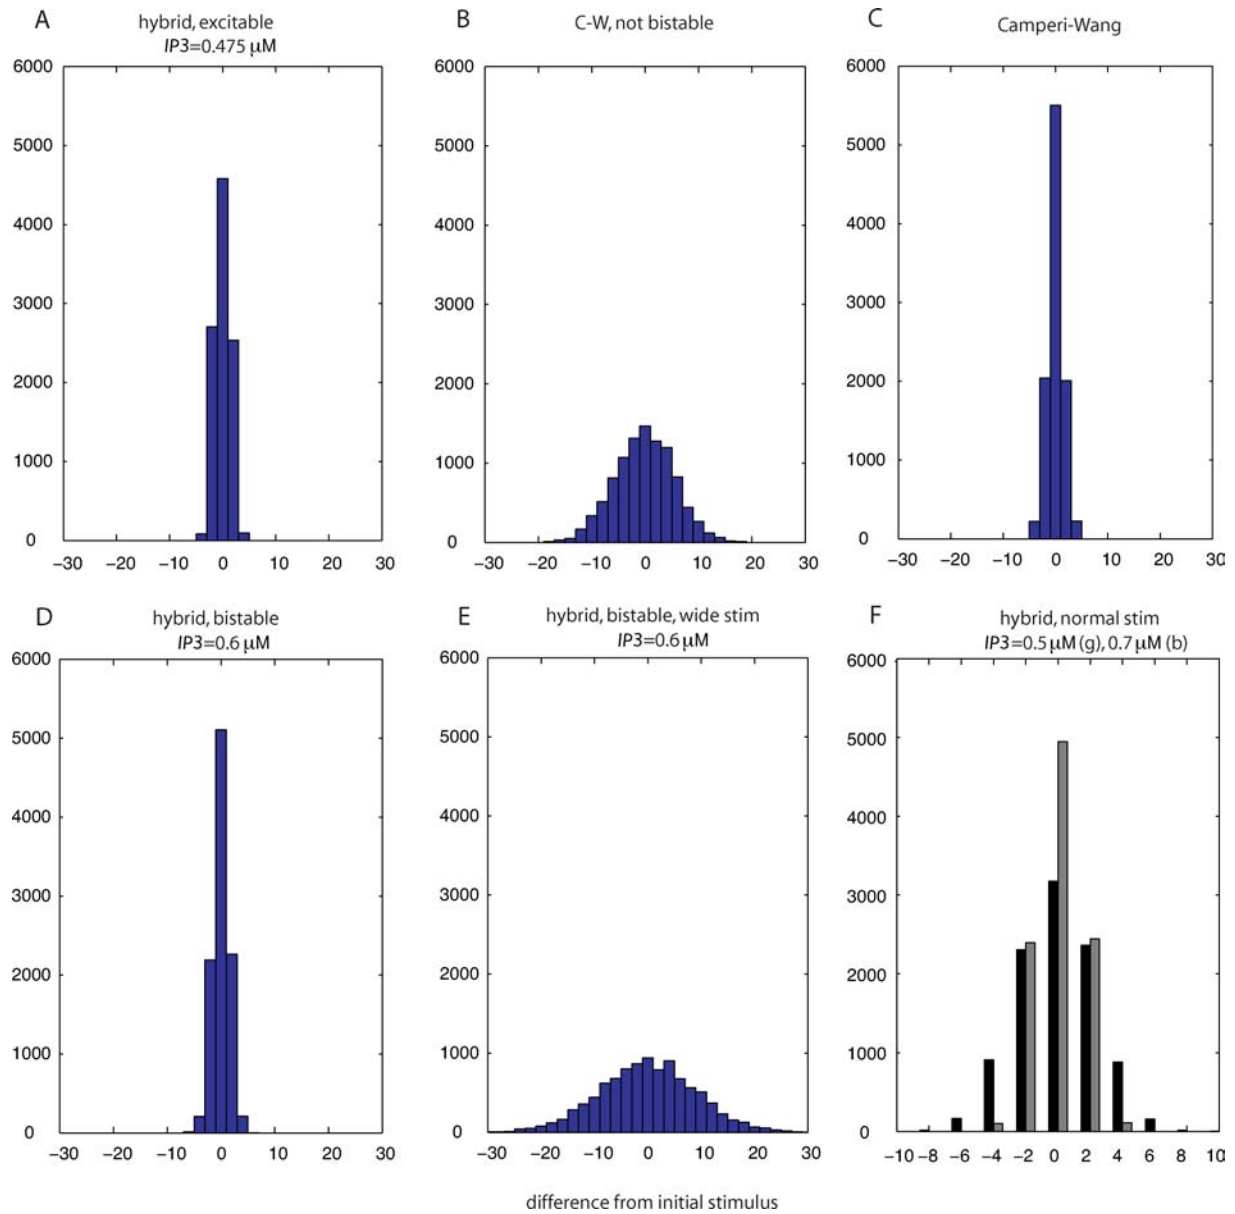 A
hybrid, excitable
IP3=0.475 μM
6000
5000
4000
3000
2000
1000
0
−30 −20 −10 0 10 20 30
B
C-W, not bistable
6000
5000
4000
3000
2000
1000
0
−30 −20 −10 0 10 20 30
C
Camperi-Wang
6000
5000
4000
3000
2000
1000
0
−30 −20 −10 0 10 20 30
D
hybrid, bistable
IP3=0.6 μM
6000
5000
4000
3000
2000
1000
0
−30 −20 −10 0 10 20 30
E
hybrid, bistable, wide stim
IP3=0.6 μM
6000
5000
4000
3000
2000
1000
0
−30 −20 −10 0 10 20 30
F
hybrid, normal stim
IP3=0.5 μM (g), 0.7 μM (b)
6000
5000
4000
3000
2000
1000
0
−10 −8 −6 −4 −2 0 2 4 6 8 10
difference from initial stimulus